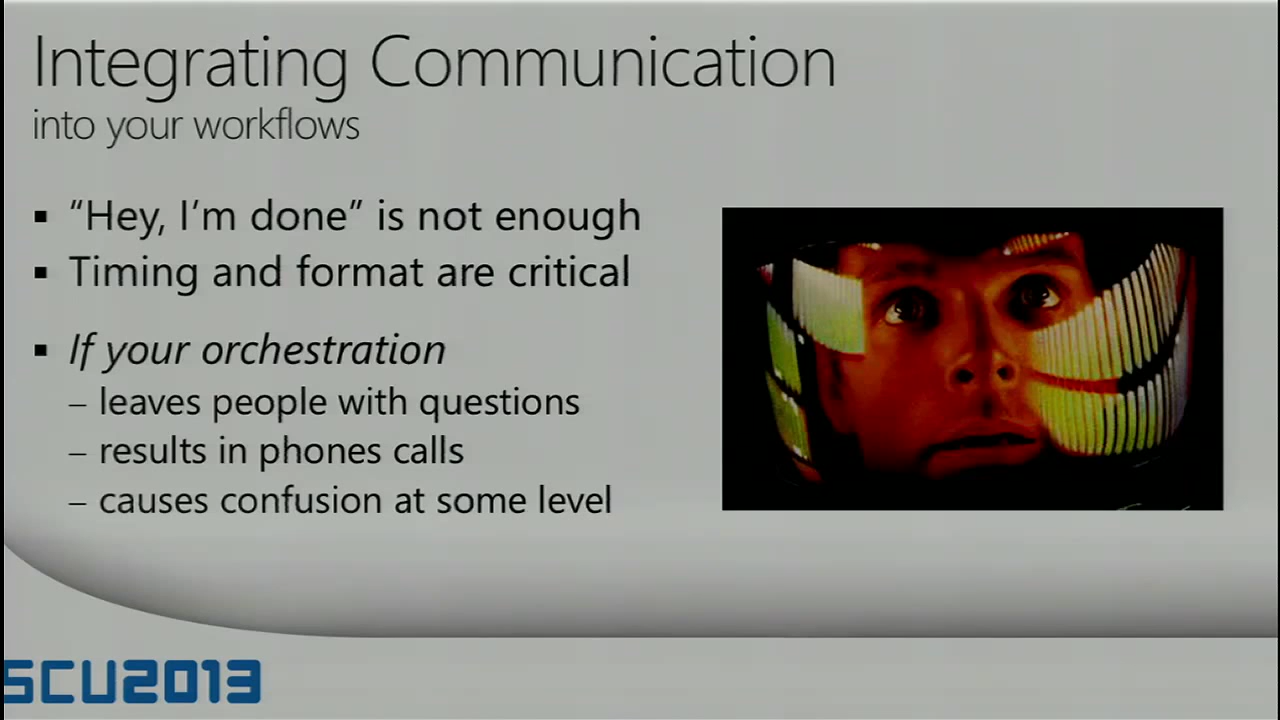 Integrating Communication
into your workflows
▪ “Hey, I’m done” is not enough
▪ Timing and format are critical
▪ If your orchestration
– leaves people with questions
– results in phones calls
– causes confusion at some level
SCU2013